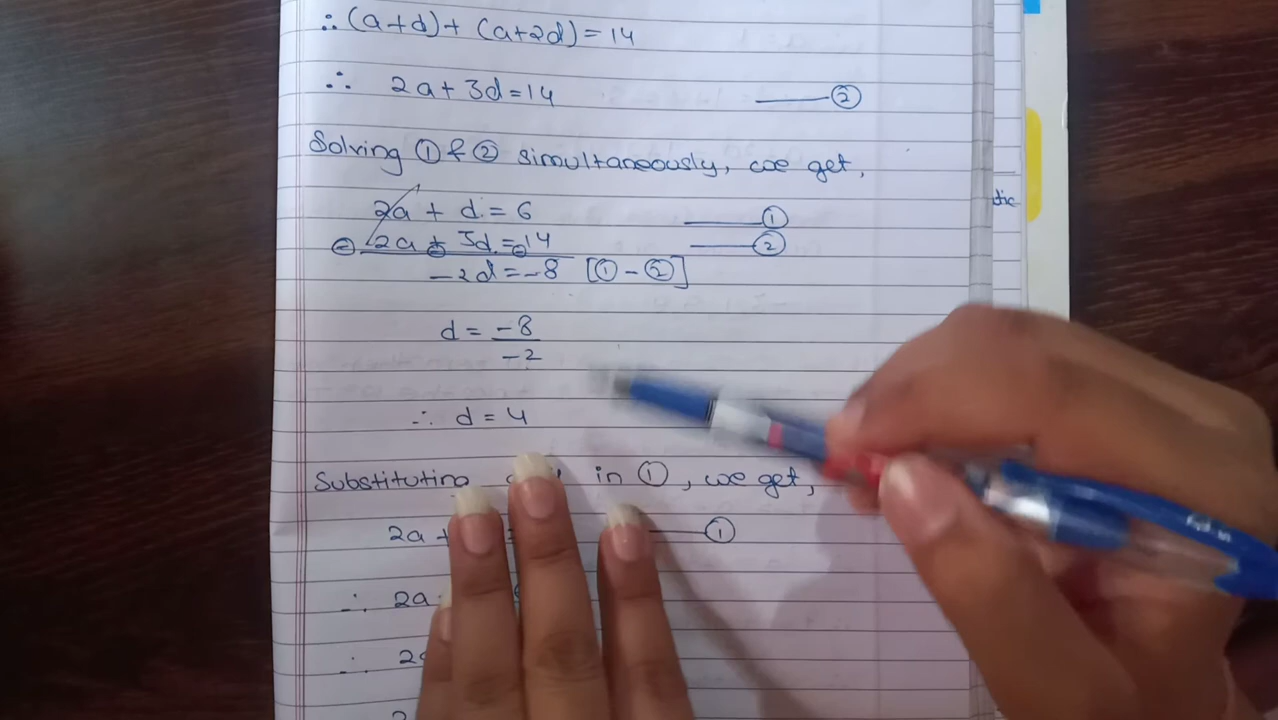 ∴ (a+d) + (a+2d) = 14
∴ 2a + 3d = 14 ②
Solving ① & ② simultaneously, we get,
2a + d = 6 ①
⊖ 2a + 3d = 14 ②
-2d = -8 [① - ②]
d = -8
-2
∴ d = 4
Substituting in ①, we get,
2a + ①
∴ 2a
∴